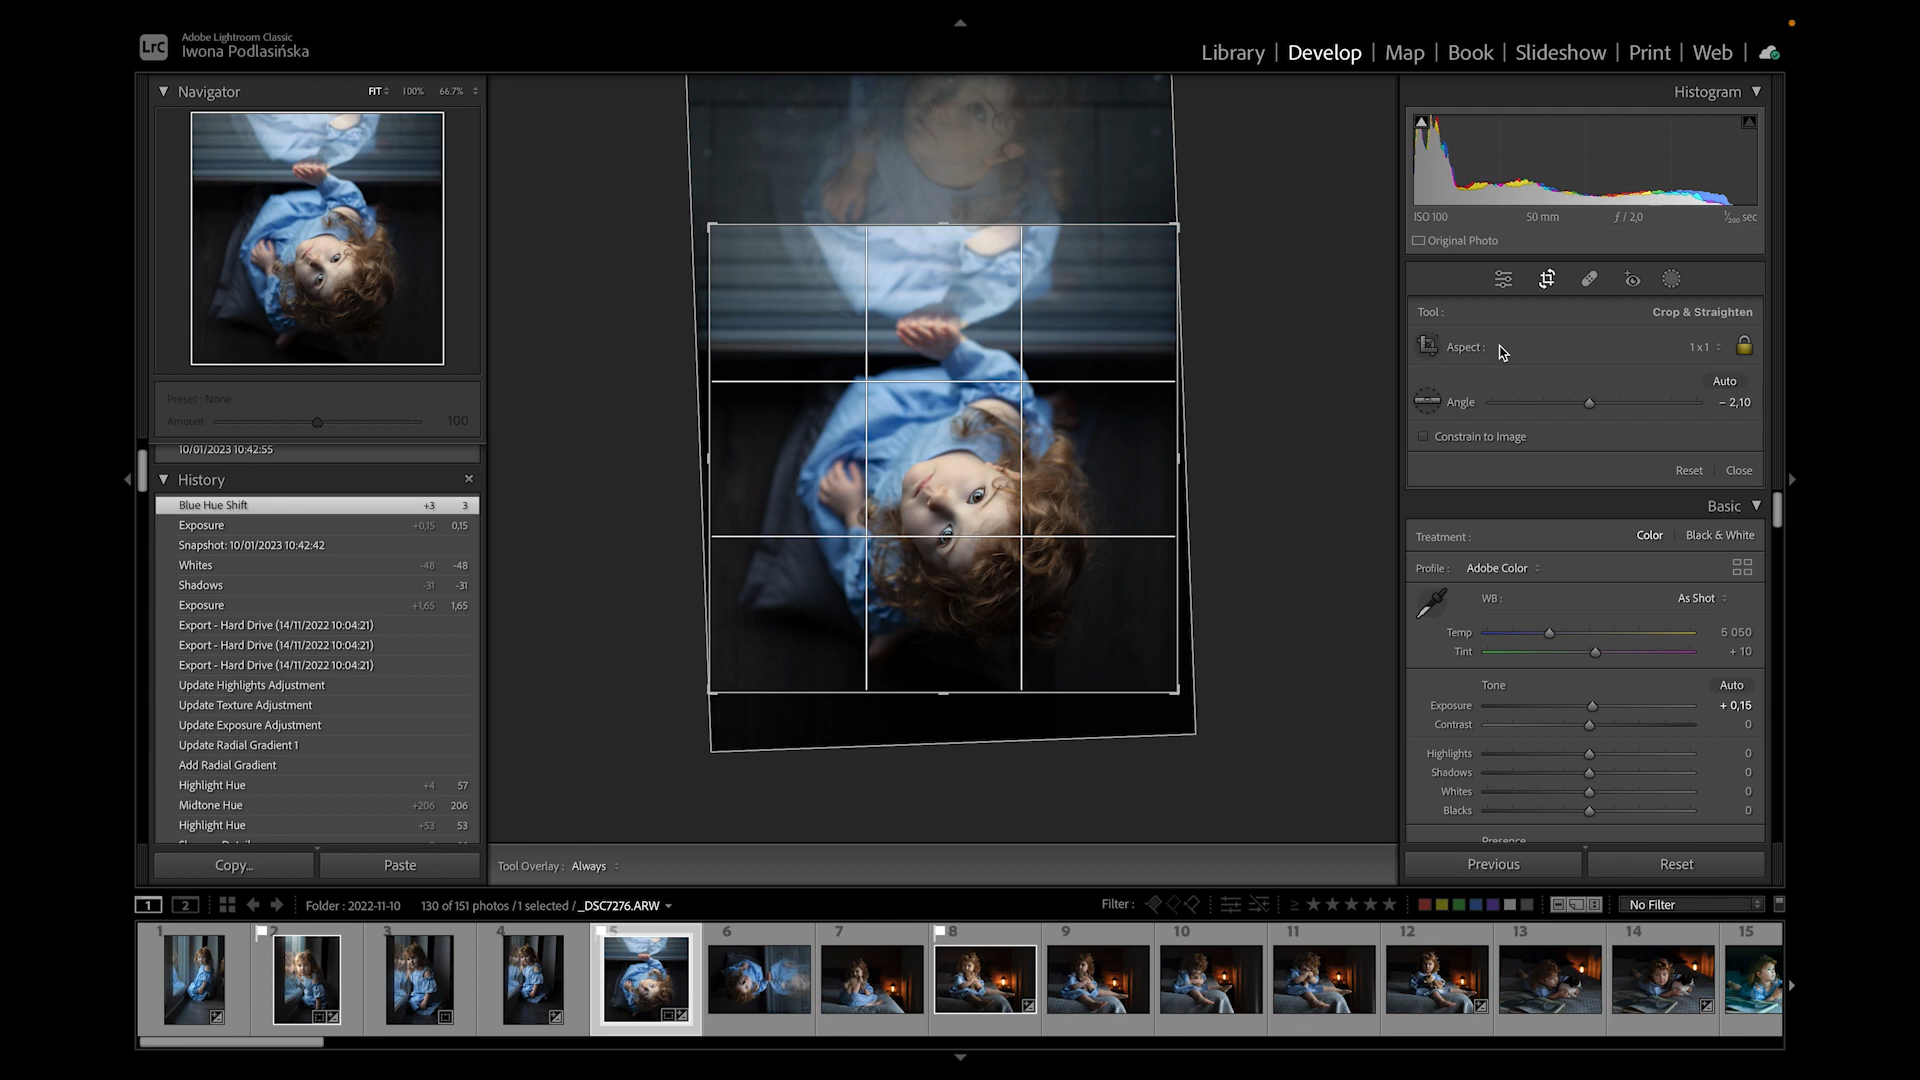 LrC
Adobe Lightroom Classic
Iwona Podlasińska
Library | Develop | Map | Book | Slideshow | Print | Web
Navigator FIT 100% 66.7%
Preset : None
Amount 100
10/01/2023 10:42:55
History
Blue Hue Shift +3 3
Exposure +0,15 0,15
Snapshot: 10/01/2023 10:42:42
Whites -48 -48
Shadows -31 -31
Exposure +1,65 1,65
Export - Hard Drive (14/11/2022 10:04:21)
Export - Hard Drive (14/11/2022 10:04:21)
Export - Hard Drive (14/11/2022 10:04:21)
Update Highlights Adjustment
Update Texture Adjustment
Update Exposure Adjustment
Update Radial Gradient 1
Add Radial Gradient
Highlight Hue +4 57
Midtone Hue +206 206
Highlight Hue +53 53
Copy... Paste
Tool Overlay : Always
Histogram
ISO 100 50 mm ƒ / 2,0 1/200 sec
Original Photo
Tool : Crop & Straighten
Aspect : 1 x 1
Auto
Angle − 2,10
Constrain to Image
Reset Close
Basic
Treatment : Color Black & White
Profile : Adobe Color
WB : As Shot
Temp 5 050
Tint + 10
Tone Auto
Exposure + 0,15
Contrast 0
Highlights 0
Shadows 0
Whites 0
Blacks 0
Presence
Previous Reset
1 2 Folder : 2022-11-10 130 of 151 photos / 1 selected / _DSC7276.ARW Filter : ≥ ★★★★★ No Filter
1 2 3 4 5 6 7 8 9 10 11 12 13 14 15